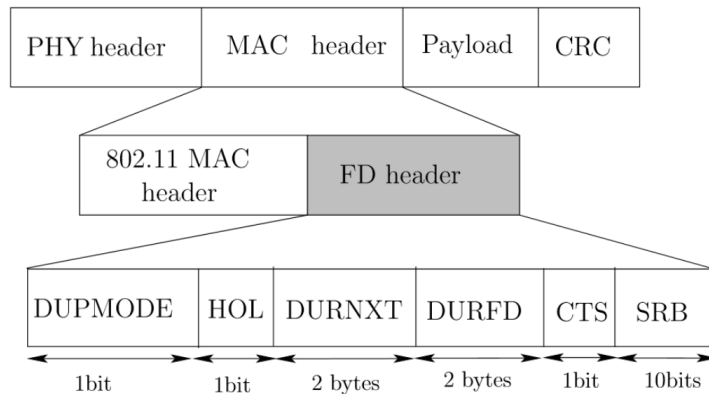 PHY header MAC header Payload CRC
802.11 MAC
header
FD header
DUPMODE HOL DURNXT DURFD CTS SRB
1bit 1bit 2 bytes 2 bytes 1bit 10bits